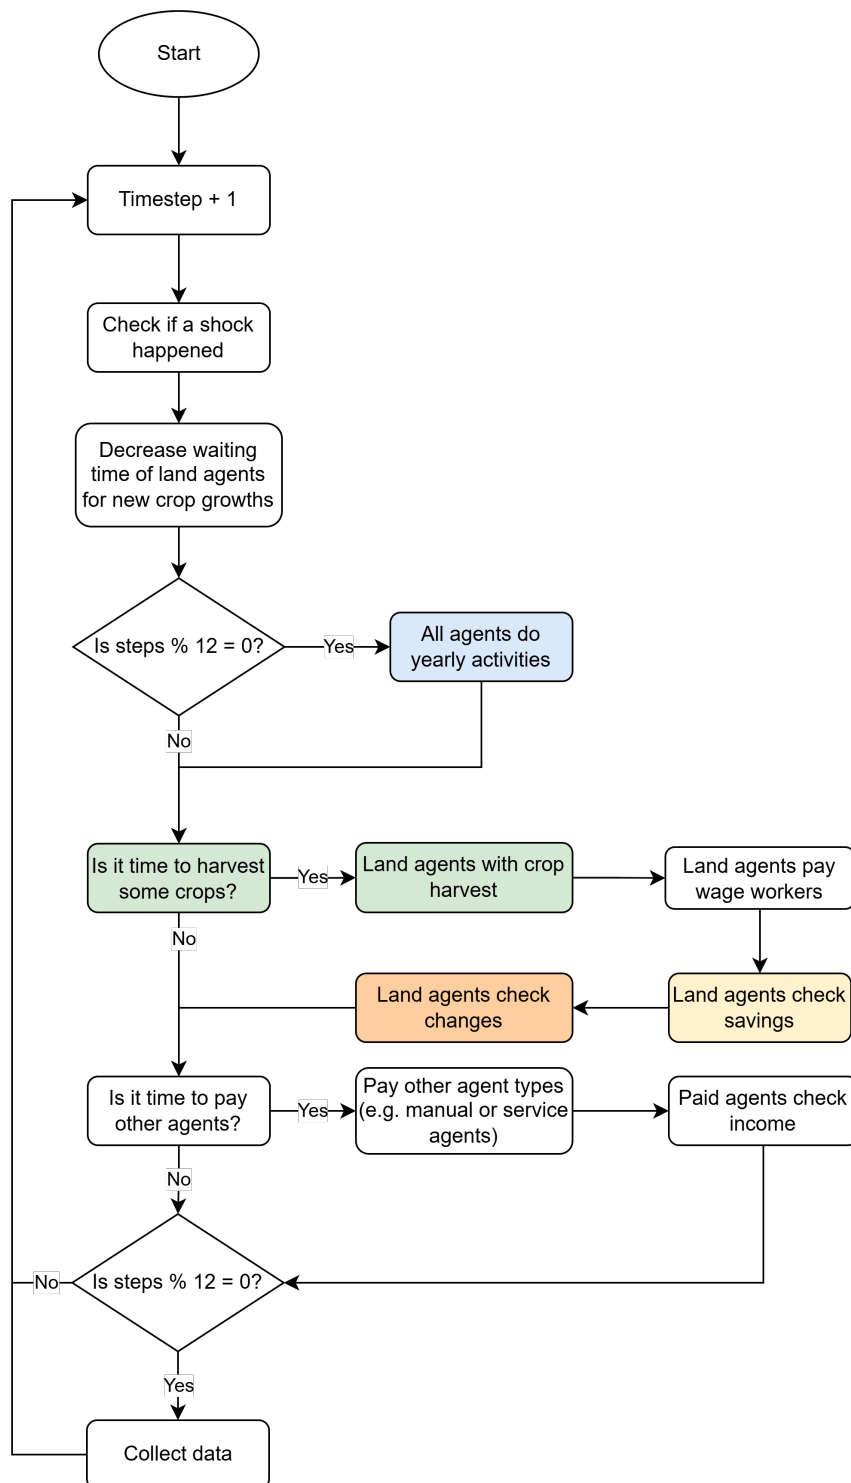 Start
Timestep + 1
Check if a shock
happened
Decrease waiting
time of land agents
for new crop growths
Is steps % 12 = 0?
Yes
All agents do
yearly activities
No
Is it time to harvest
some crops?
Yes
Land agents with crop
harvest
Land agents pay
wage workers
No
Land agents check
changes
Land agents check
savings
Is it time to pay
other agents?
Yes
Pay other agent types
(e.g. manual or service
agents)
Paid agents check
income
No
No
Is steps % 12 = 0?
Yes
Collect data